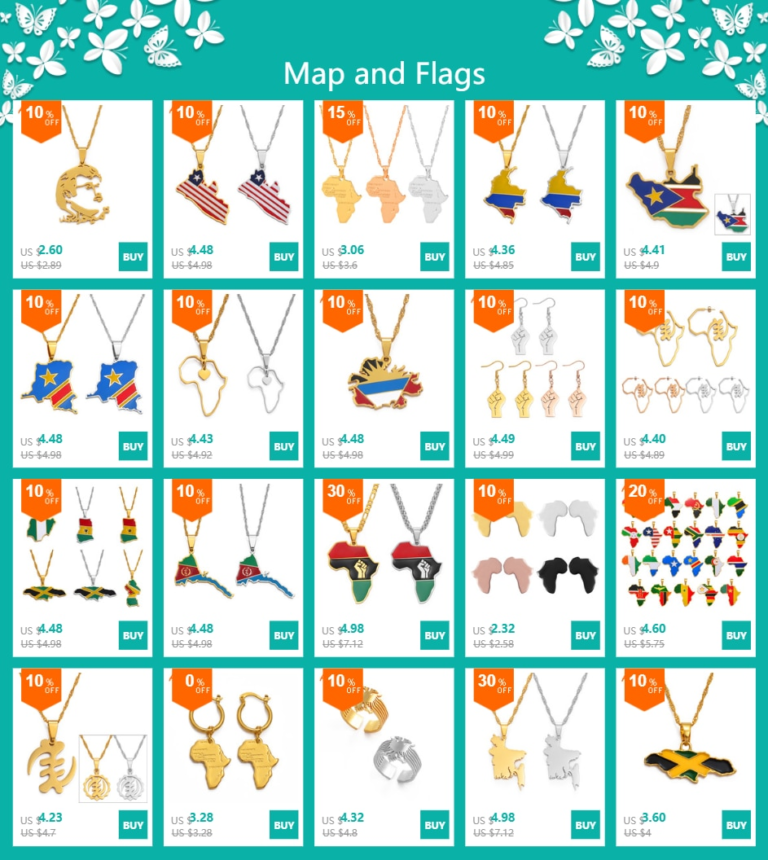 Map and Flags
10% OFF
10% OFF
15% OFF
10% OFF
10% OFF
US $2.60
US $2.89
BUY
US $4.48
US $4.98
BUY
US $3.06
US $3.6
BUY
US $4.36
US $4.85
BUY
US $4.41
US $4.9
BUY
10% OFF
10% OFF
10% OFF
10% OFF
10% OFF
US $4.48
US $4.98
BUY
US $4.43
US $4.92
BUY
US $4.48
US $4.98
BUY
US $4.49
US $4.99
BUY
US $4.40
US $4.89
BUY
10% OFF
10% OFF
30% OFF
10% OFF
20% OFF
US $4.48
US $4.98
BUY
US $4.48
US $4.98
BUY
US $4.98
US $7.12
BUY
US $2.32
US $2.58
BUY
US $4.60
US $5.75
BUY
10% OFF
0% OFF
10% OFF
30% OFF
10% OFF
US $4.23
US $4.7
BUY
US $3.28
US $3.28
BUY
US $4.32
US $4.8
BUY
US $4.98
US $7.12
BUY
US $3.60
US $4
BUY